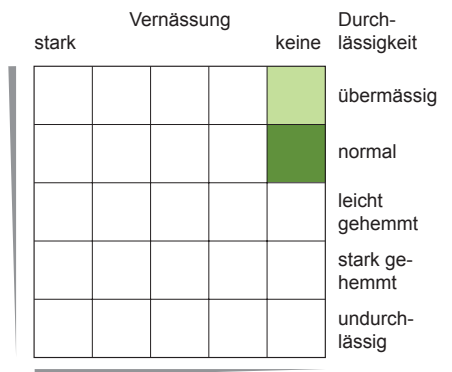 Vernässung
stark
keine
Durch-
lässigkeit
übermässig
normal
leicht
gehemmt
stark ge-
hemmt
undurch-
lässig